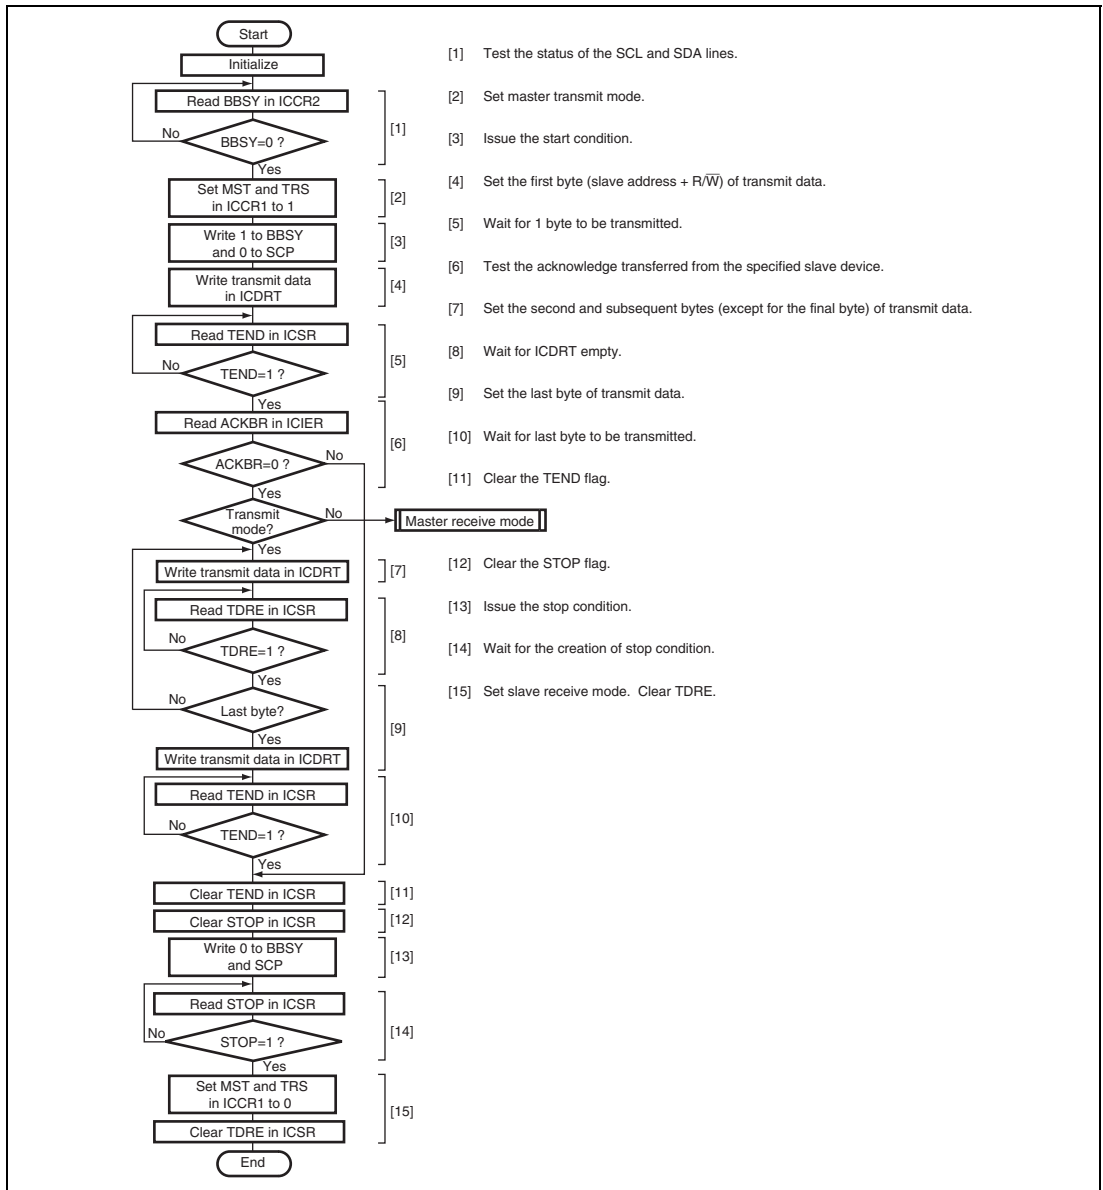 Start
Initialize
Read BBSY in ICCR2
No
BBSY=0 ?
[1]
Yes
Set MST and TRS
in ICCR1 to 1
[2]
Write 1 to BBSY
and 0 to SCP
[3]
Write transmit data
in ICDRT
[4]
Read TEND in ICSR
No
TEND=1 ?
[5]
Yes
Read ACKBR in ICIER
[6]
ACKBR=0 ?
No
Yes
Transmit
mode?
No
Master receive mode
Yes
Write transmit data in ICDRT
[7]
Read TDRE in ICSR
No
TDRE=1 ?
[8]
Yes
No
Last byte?
[9]
Yes
Write transmit data in ICDRT
Read TEND in ICSR
No
TEND=1 ?
[10]
Yes
Clear TEND in ICSR
[11]
Clear STOP in ICSR
[12]
Write 0 to BBSY
and SCP
[13]
Read STOP in ICSR
No
STOP=1 ?
[14]
Yes
Set MST and TRS
in ICCR1 to 0
[15]
Clear TDRE in ICSR
End
[1] Test the status of the SCL and SDA lines.
[2] Set master transmit mode.
[3] Issue the start condition.
[4] Set the first byte (slave address + R/W̅) of transmit data.
[5] Wait for 1 byte to be transmitted.
[6] Test the acknowledge transferred from the specified slave device.
[7] Set the second and subsequent bytes (except for the final byte) of transmit data.
[8] Wait for ICDRT empty.
[9] Set the last byte of transmit data.
[10] Wait for last byte to be transmitted.
[11] Clear the TEND flag.
[12] Clear the STOP flag.
[13] Issue the stop condition.
[14] Wait for the creation of stop condition.
[15] Set slave receive mode. Clear TDRE.